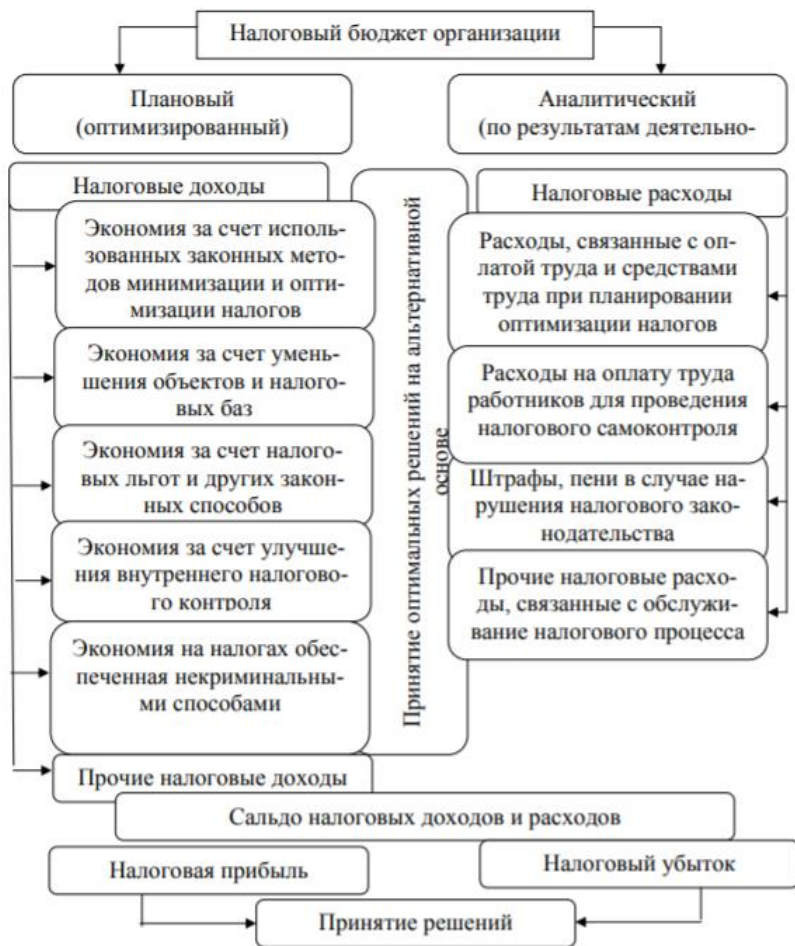 Налоговый бюджет организации
Плановый
(оптимизированный)
Аналитический
(по результатам деятельно-
Налоговые доходы
Экономия за счет исполь-
зованных законных мето-
дов минимизации и опти-
мизации налогов
Экономия за счет умень-
шения объектов и налого-
вых баз
Экономия за счет налого-
вых льгот и других закон-
ных способов
Экономия за счет улучше-
ния внутреннего налогово-
го контроля
Экономия на налогах обес-
печенная некриминальны-
ми способами
Прочие налоговые доходы
Принятие оптимальных решений на альтернативной
основе
Налоговые расходы
Расходы, связанные с оп-
латой труда и средствами
труда при планировании
оптимизации налогов
Расходы на оплату труда
работников для проведения
налогового самоконтроля
Штрафы, пени в случае на-
рушения налогового зако-
нодательства
Прочие налоговые расхо-
ды, связанные с обслужи-
вание налогового процесса
Сальдо налоговых доходов и расходов
Налоговая прибыль
Налоговый убыток
Принятие решений